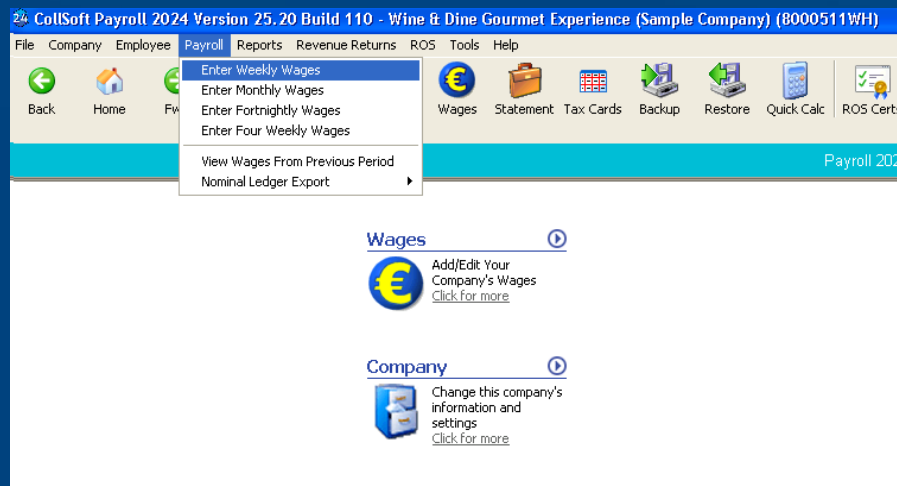 24 CollSoft Payroll 2024 Version 25.20 Build 110 - Wine & Dine Gourmet Experience (Sample Company) (8000511WH)
File Company Employee Payroll Reports Revenue Returns ROS Tools Help
Enter Weekly Wages
Enter Monthly Wages
Enter Fortnightly Wages
Enter Four Weekly Wages
View Wages From Previous Period
Nominal Ledger Export
Back Home Wages Statement Tax Cards Backup Restore Quick Calc ROS Cert
Payroll 202
Wages
Add/Edit Your
Company's Wages
Click for more
Company
Change this company's
information and
settings
Click for more